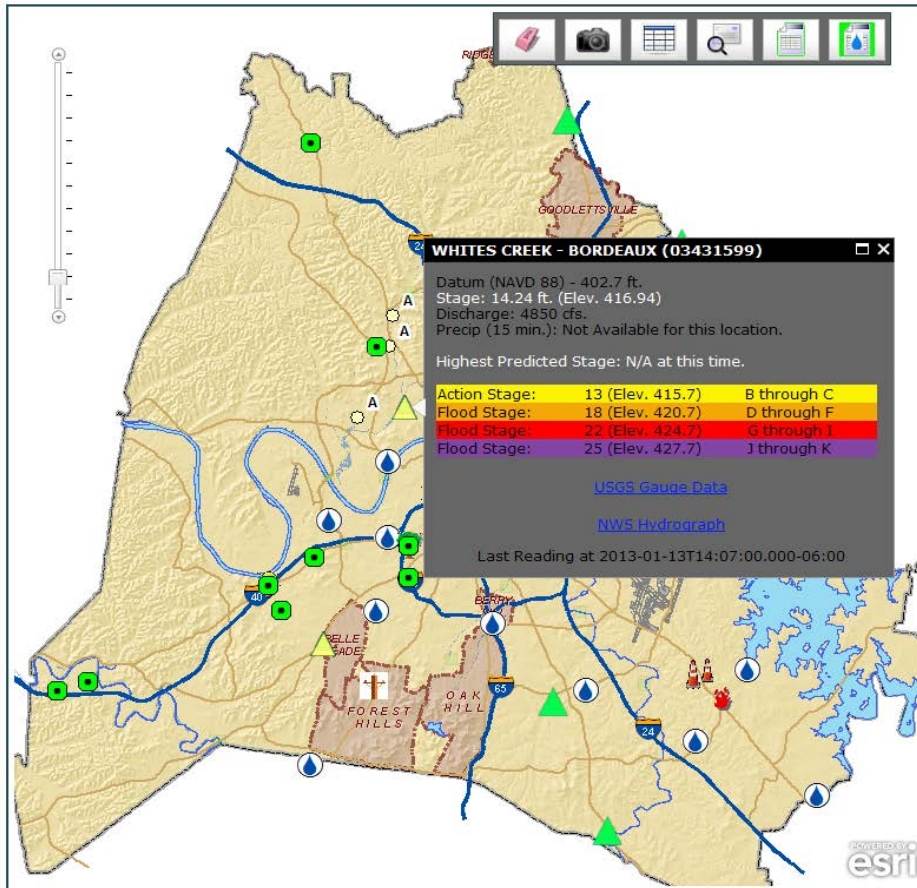 RIDGE
GOODLETTSVILLE
24
WHITES CREEK - BORDEAUX (03431599)
Datum (NAVD 88) - 402.7 ft.
Stage: 14.24 ft. (Elev. 416.94)
Discharge: 4850 cfs.
Precip (15 min.): Not Available for this location.
Highest Predicted Stage: N/A at this time.
Action Stage: 13 (Elev. 415.7) B through C
Flood Stage: 18 (Elev. 420.7) D through F
Flood Stage: 22 (Elev. 424.7) G through I
Flood Stage: 25 (Elev. 427.7) J through K
USGS Gauge Data
NWS Hydrograph
Last Reading at 2013-01-13T14:07:00.000-06:00
A
A
A
40
BERRY
BELLE
FOREST
HILLS
OAK
HILL
65
24
POWERED BY
esri